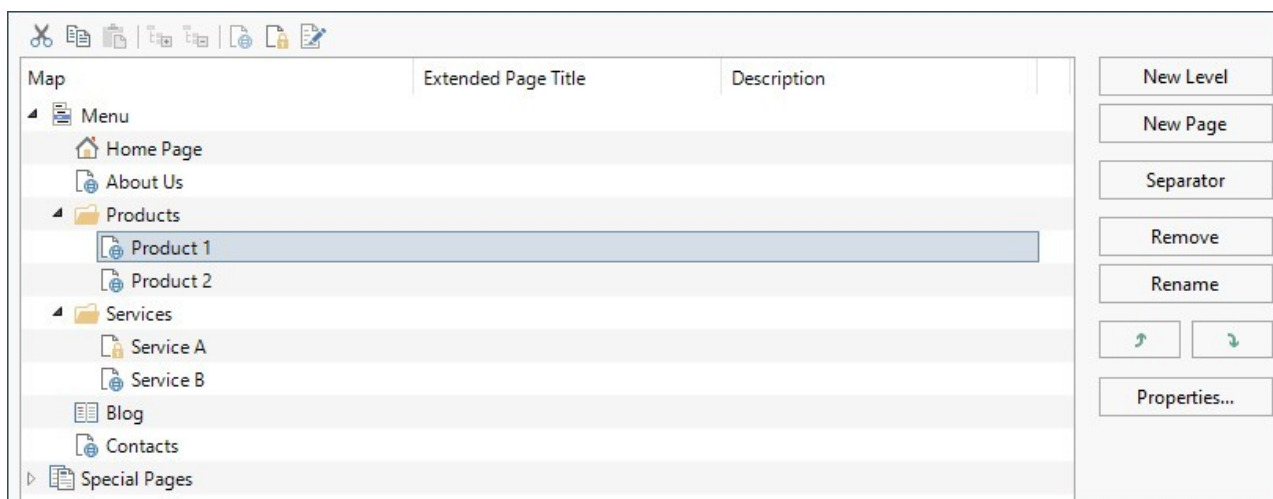 Map Extended Page Title Description
Menu
Home Page
About Us
Products
Product 1
Product 2
Services
Service A
Service B
Blog
Contacts
Special Pages
New Level
New Page
Separator
Remove
Rename
Properties...